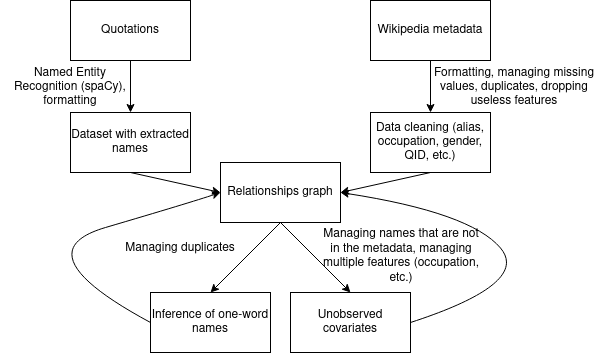 Quotations
Wikipedia metadata
Named Entity
Recognition (spaCy),
formatting
Formatting, managing missing
values, duplicates, dropping
useless features
Dataset with extracted
names
Data cleaning (alias,
occupation, gender,
QID, etc.)
Relationships graph
Managing duplicates
Managing names that are not
in the metadata, managing
multiple features (occupation,
etc.)
Inference of one-word
names
Unobserved
covariates